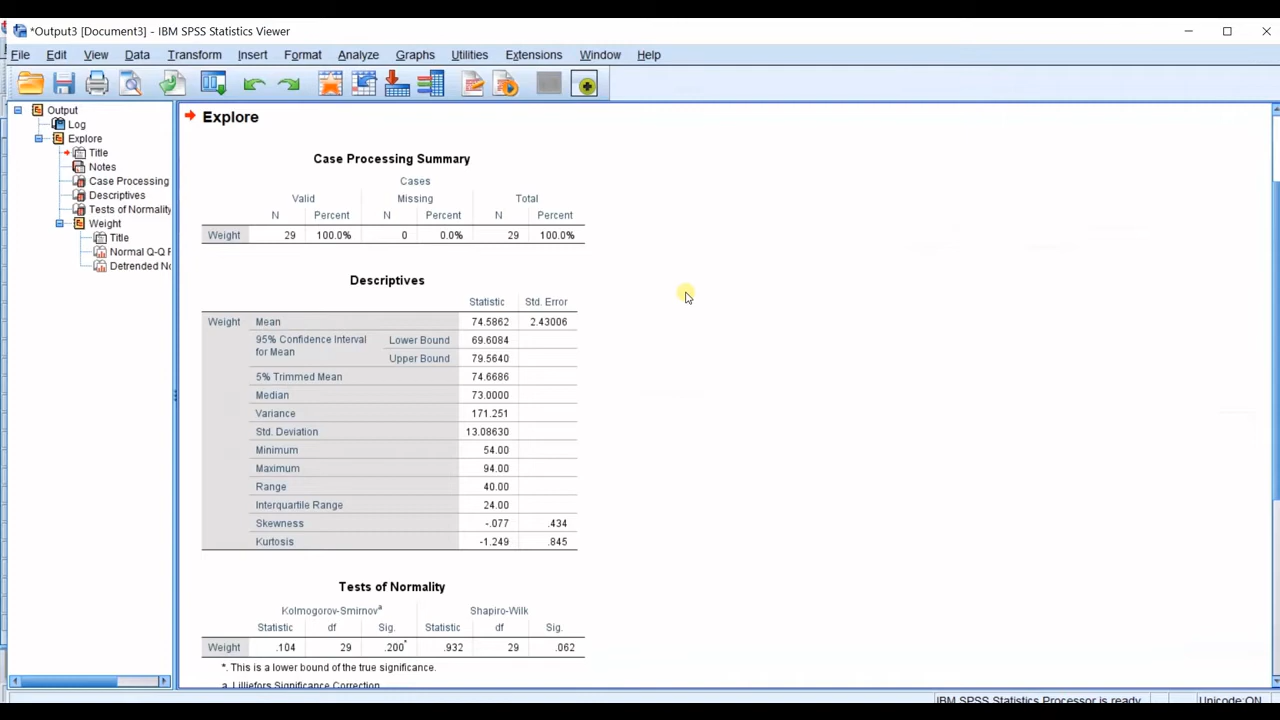 *Output3 [Document3] - IBM SPSS Statistics Viewer
File Edit View Data Transform Insert Format Analyze Graphs Utilities Extensions Window Help
Output
Log
Explore
Title
Notes
Case Processing
Descriptives
Tests of Normality
Weight
Title
Normal Q-Q P
Detrended No
Explore
Case Processing Summary
Cases
Valid Missing Total
N Percent N Percent N Percent
Weight 29 100.0% 0 0.0% 29 100.0%
Descriptives
Statistic Std. Error
Weight Mean 74.5862 2.43006
95% Confidence Interval for Mean Lower Bound 69.6084
Upper Bound 79.5640
5% Trimmed Mean 74.6686
Median 73.0000
Variance 171.251
Std. Deviation 13.08630
Minimum 54.00
Maximum 94.00
Range 40.00
Interquartile Range 24.00
Skewness -.077 .434
Kurtosis -1.249 .845
Tests of Normality
Kolmogorov-Smirnov<sup>a</sup> Shapiro-Wilk
Statistic df Sig. Statistic df Sig.
Weight .104 29 .200* .932 29 .062
*. This is a lower bound of the true significance.
a. Lilliefors Significance Correction
IBM SPSS Statistics Processor is ready Unicode:ON